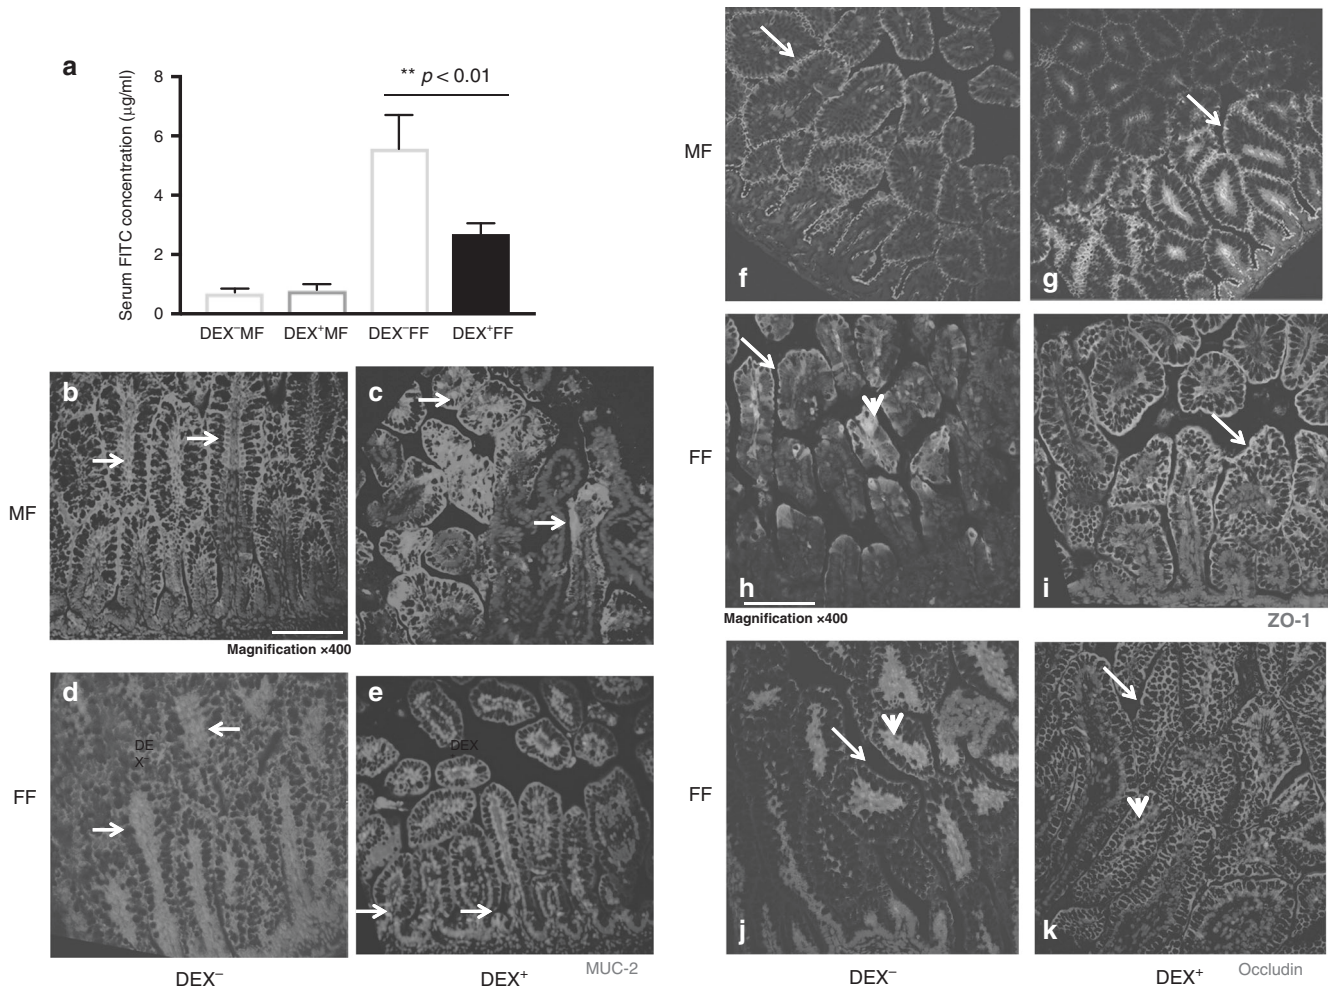 a
** p < 0.01
Serum FITC concentration (μg/ml)
8
6
4
2
0
DEX⁻MF
DEX⁺MF
DEX⁻FF
DEX⁺FF
b
c
MF
Magnification ×400
d
DE
X
e
DEX
FF
DEX⁻
DEX⁺
MUC-2
MF
f
g
FF
h
i
Magnification ×400
ZO-1
FF
j
k
DEX⁻
DEX⁺
Occludin